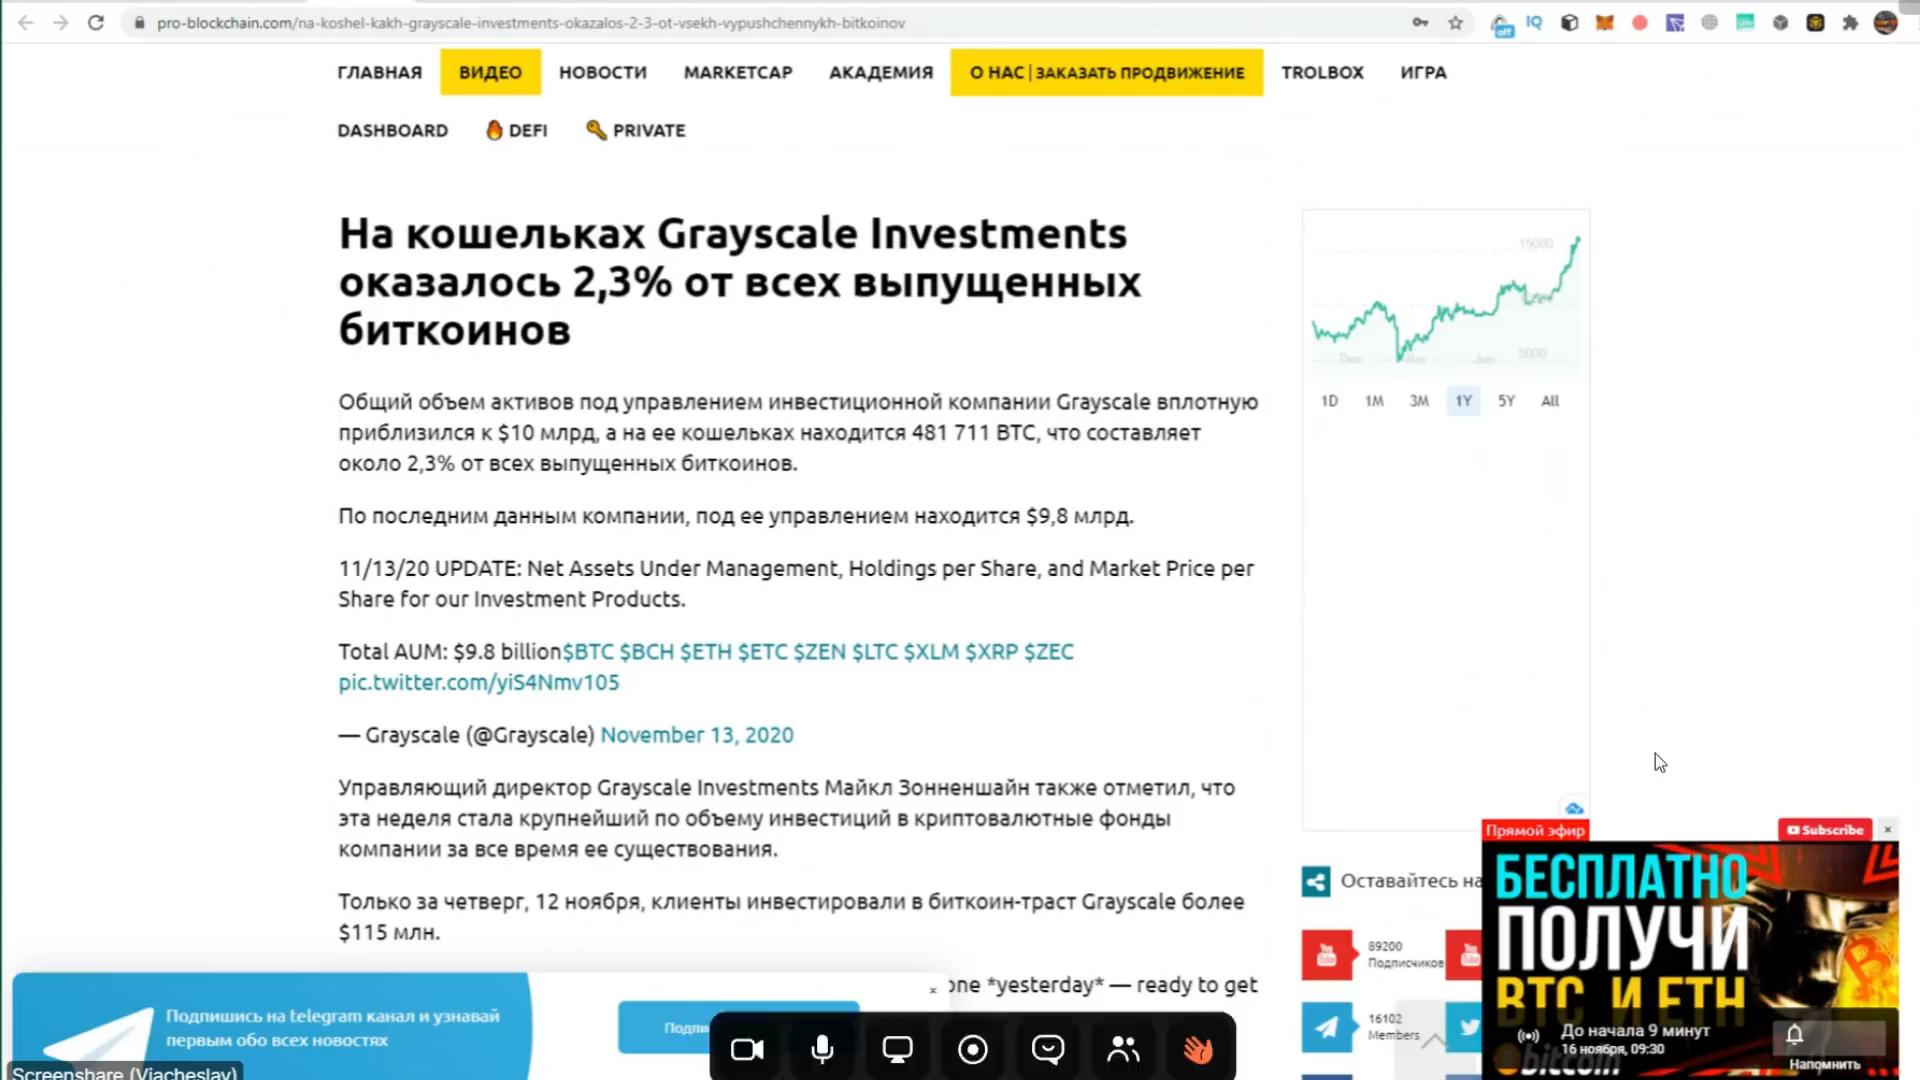 pro-blockchain.com/na-koshel-kakh-grayscale-investments-okazalos-2-3-ot-vsekh-vypushchennykh-bitkoinov
off
IQ
ГЛАВНАЯ ВИДЕО НОВОСТИ MARKETCAP АКАДЕМИЯ О НАС | ЗАКАЗАТЬ ПРОДВИЖЕНИЕ TROLBOX ИГРА
DASHBOARD DEFI PRIVATE
На кошельках Grayscale Investments
оказалось 2,3% от всех выпущенных
биткоинов
Общий объем активов под управлением инвестиционной компании Grayscale вплотную
приблизился к $10 млрд, а на ее кошельках находится 481 711 BTC, что составляет
около 2,3% от всех выпущенных биткоинов.
По последним данным компании, под ее управлением находится $9,8 млрд.
11/13/20 UPDATE: Net Assets Under Management, Holdings per Share, and Market Price per
Share for our Investment Products.
Total AUM: $9.8 billion$BTC $BCH $ETH $ETC $ZEN $LTC $XLM $XRP $ZEC
pic.twitter.com/yiS4Nmv105
— Grayscale (@Grayscale) November 13, 2020
Управляющий директор Grayscale Investments Майкл Зонненшайн также отметил, что
эта неделя стала крупнейший по объему инвестиций в криптовалютные фонды
компании за все время ее существования.
Только за четверг, 12 ноября, клиенты инвестировали в биткоин-траст Grayscale более
$115 млн.
one *yesterday* — ready to get
15000
5000
Dec Mar Jun
1D 1M 3M 1Y 5Y All
Оставайтесь на
89200
Подписчиков
16102
Members
Прямой эфир
Subscribe
БЕСПЛАТНО
ПОЛУЧИ
BTC И ETH
До начала 9 минут
16 ноября, 09:30
Напомнить
bitcoin
Подпишись на telegram канал и узнавай
первым обо всех новостях
Подпи
Screenshare (Viacheslav)